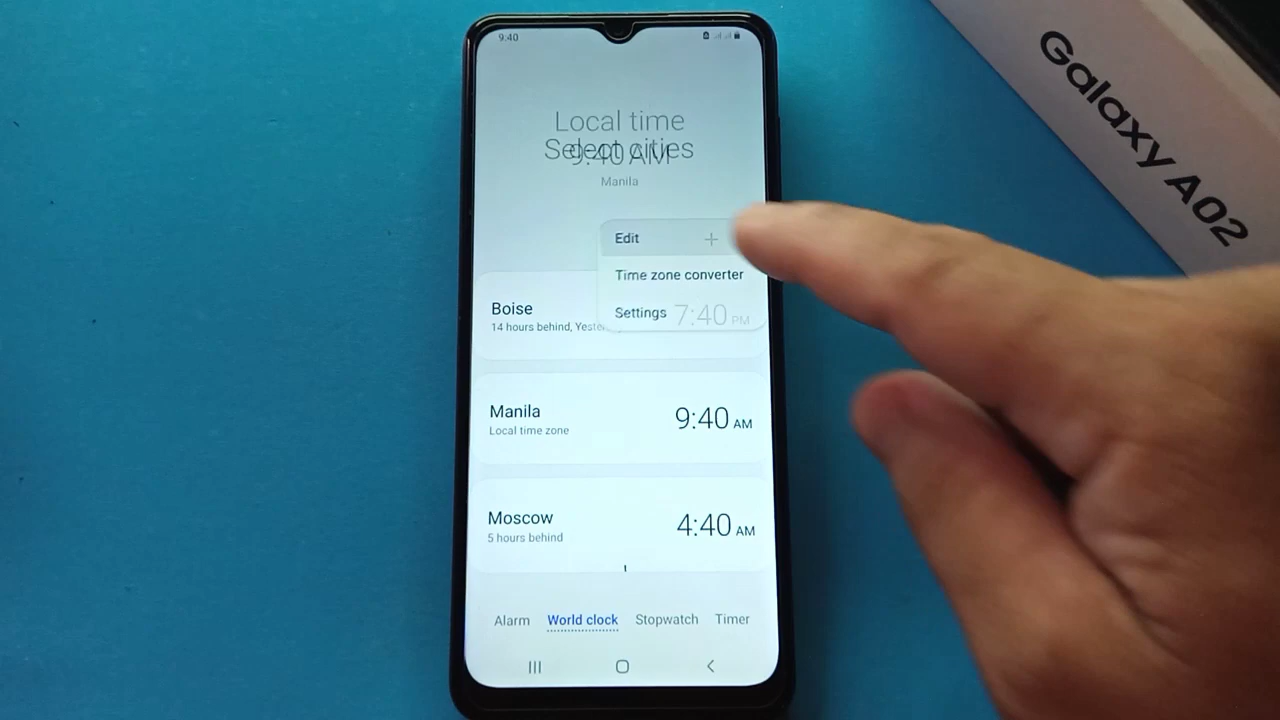 9:40
Local time
Select cities
9:40 AM
Manila
Edit
Time zone converter
Settings
Boise
14 hours behind, Yeste
7:40 PM
Manila
Local time zone
9:40 AM
Moscow
5 hours behind
4:40 AM
Alarm World clock Stopwatch Timer
Galaxy A02